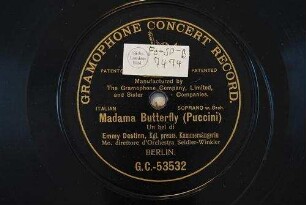 GRAMOPHONE CONCERT RECORD.
PATENTED
PATENTED
Manufactured by
The Gramophone Company, Limited,
and Sister Companies.
ITALIAN
SOPRANO m. Orch
Madama Butterfly (Puccini)
Un bel di
Emmy Destinn, Kgl. preuss. Kammersängerin
Mo. direttore d'Orchestra Seidler-Winkler
BERLIN.
G.C.-53532